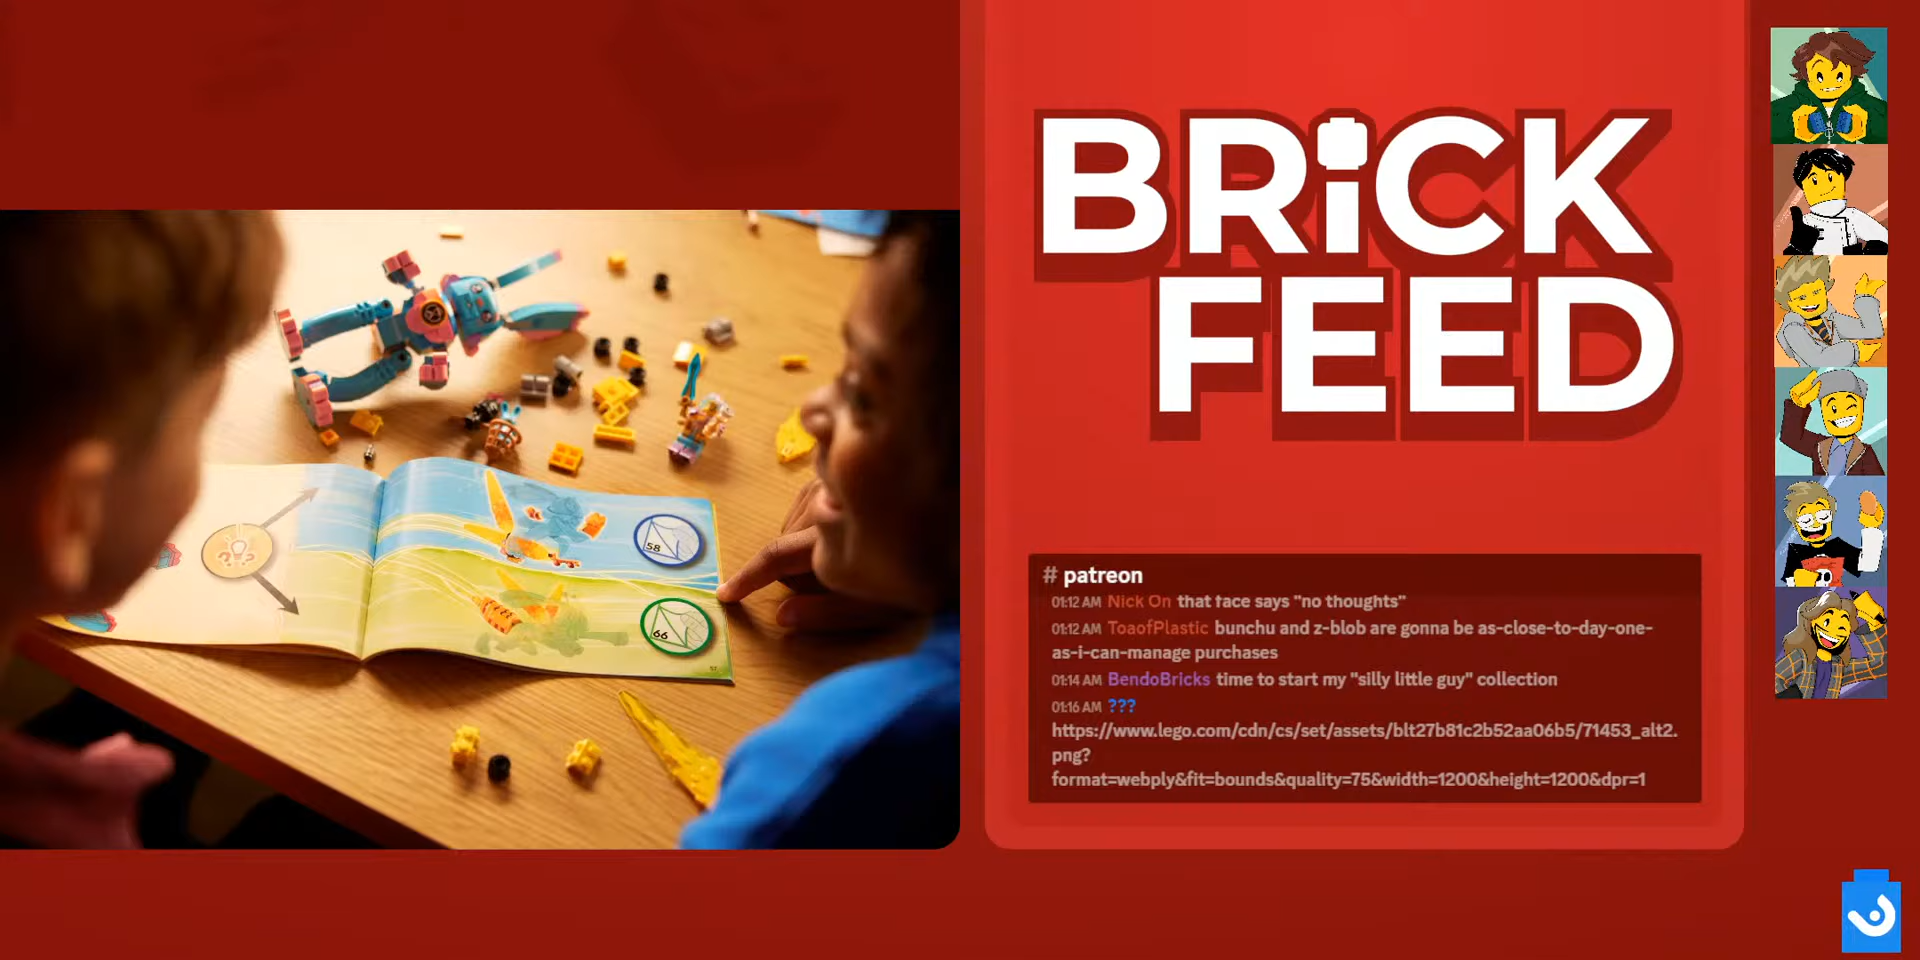 BRiCK
FEED
58
66
# patreon
01:12 AM Nick On that face says "no thoughts"
01:12 AM ToaofPlastic bunchu and z-blob are gonna be as-close-to-day-one-
as-i-can-manage purchases
01:14 AM BendoBricks time to start my "silly little guy" collection
01:16 AM ???
https://www.lego.com/cdn/cs/set/assets/blt27b81c2b52aa06b5/71453_alt2.
png?
format=webply&fit=bounds&quality=75&width=1200&height=1200&dpr=1